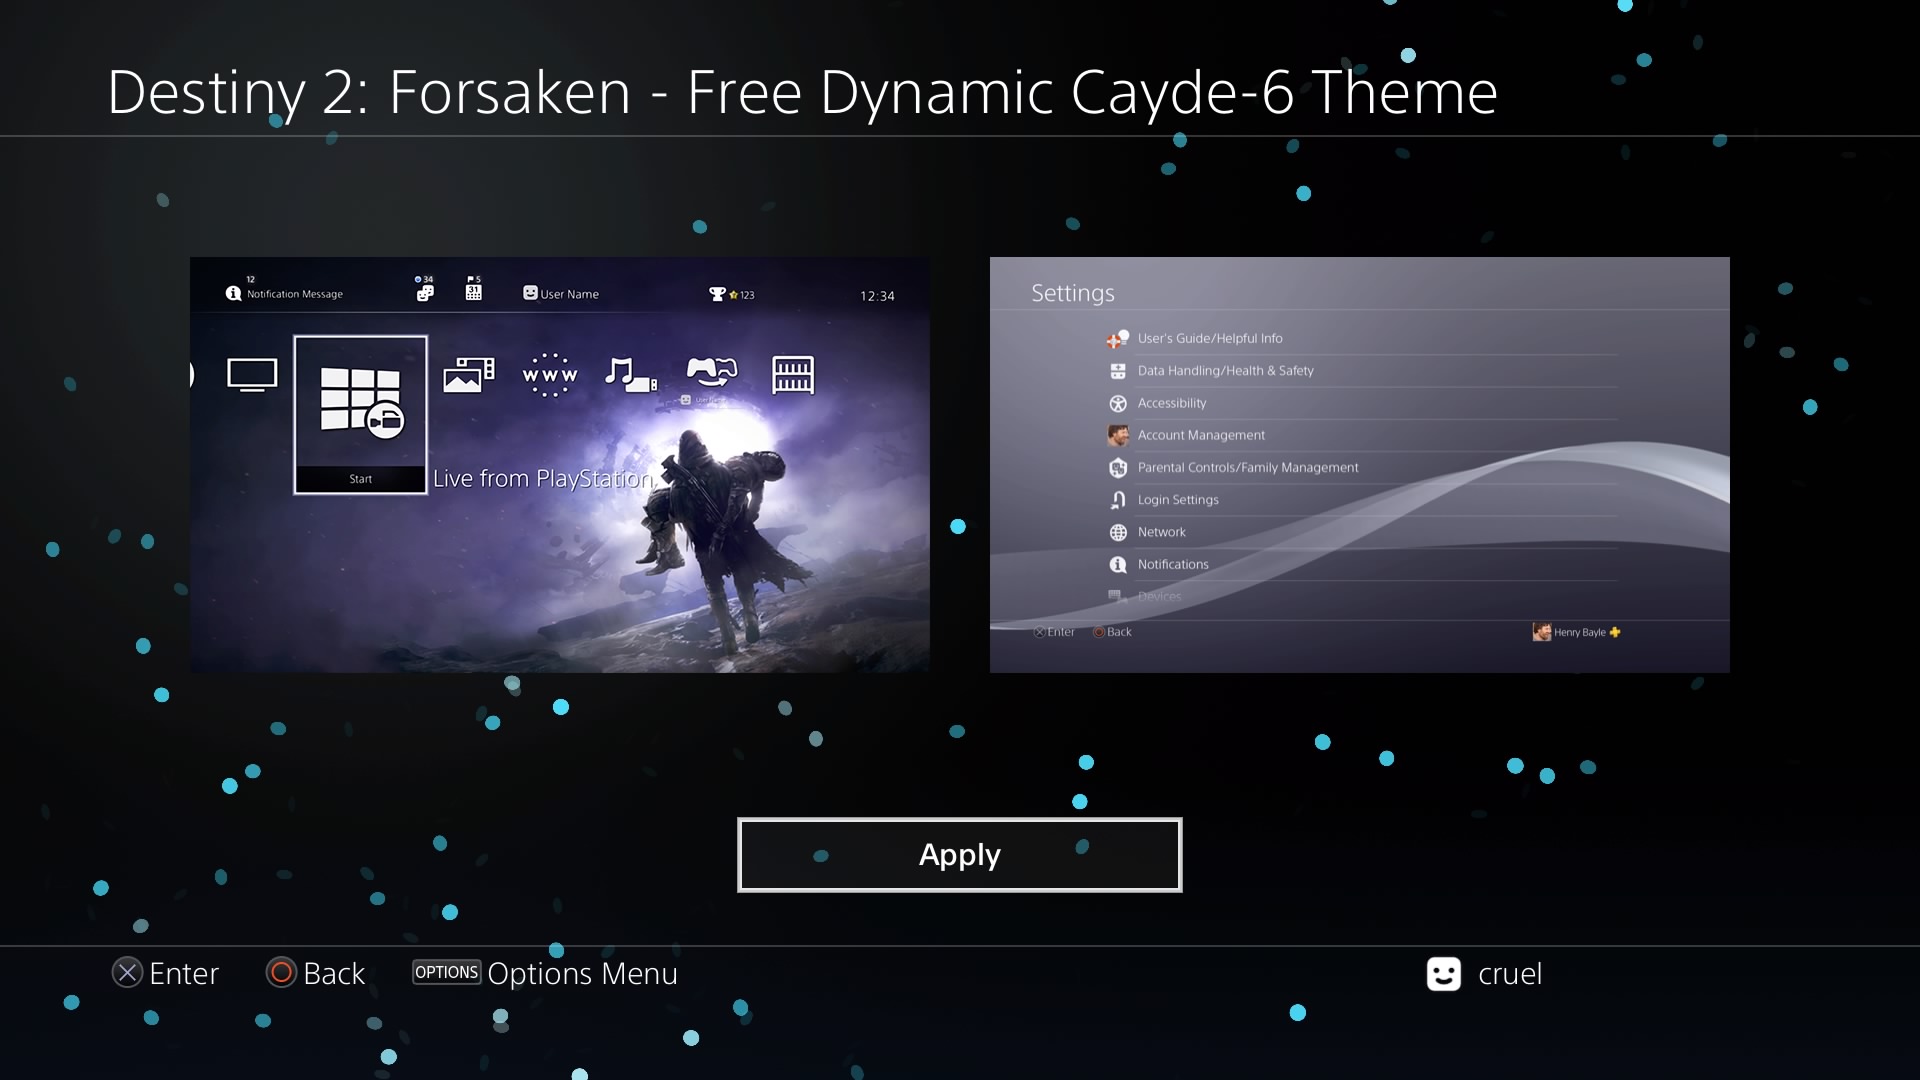 Destiny 2: Forsaken - Free Dynamic Cayde-6 Theme
12
Notification Message
34
5
31
User Name
123
12:34
www
User Name
Start
Live from PlayStation
Settings
User's Guide/Helpful Info
Data Handling/Health & Safety
Accessibility
Account Management
Parental Controls/Family Management
Login Settings
Network
Notifications
Devices
Enter
Back
Henry Bayle
Apply
Enter
Back
OPTIONS Options Menu
cruel